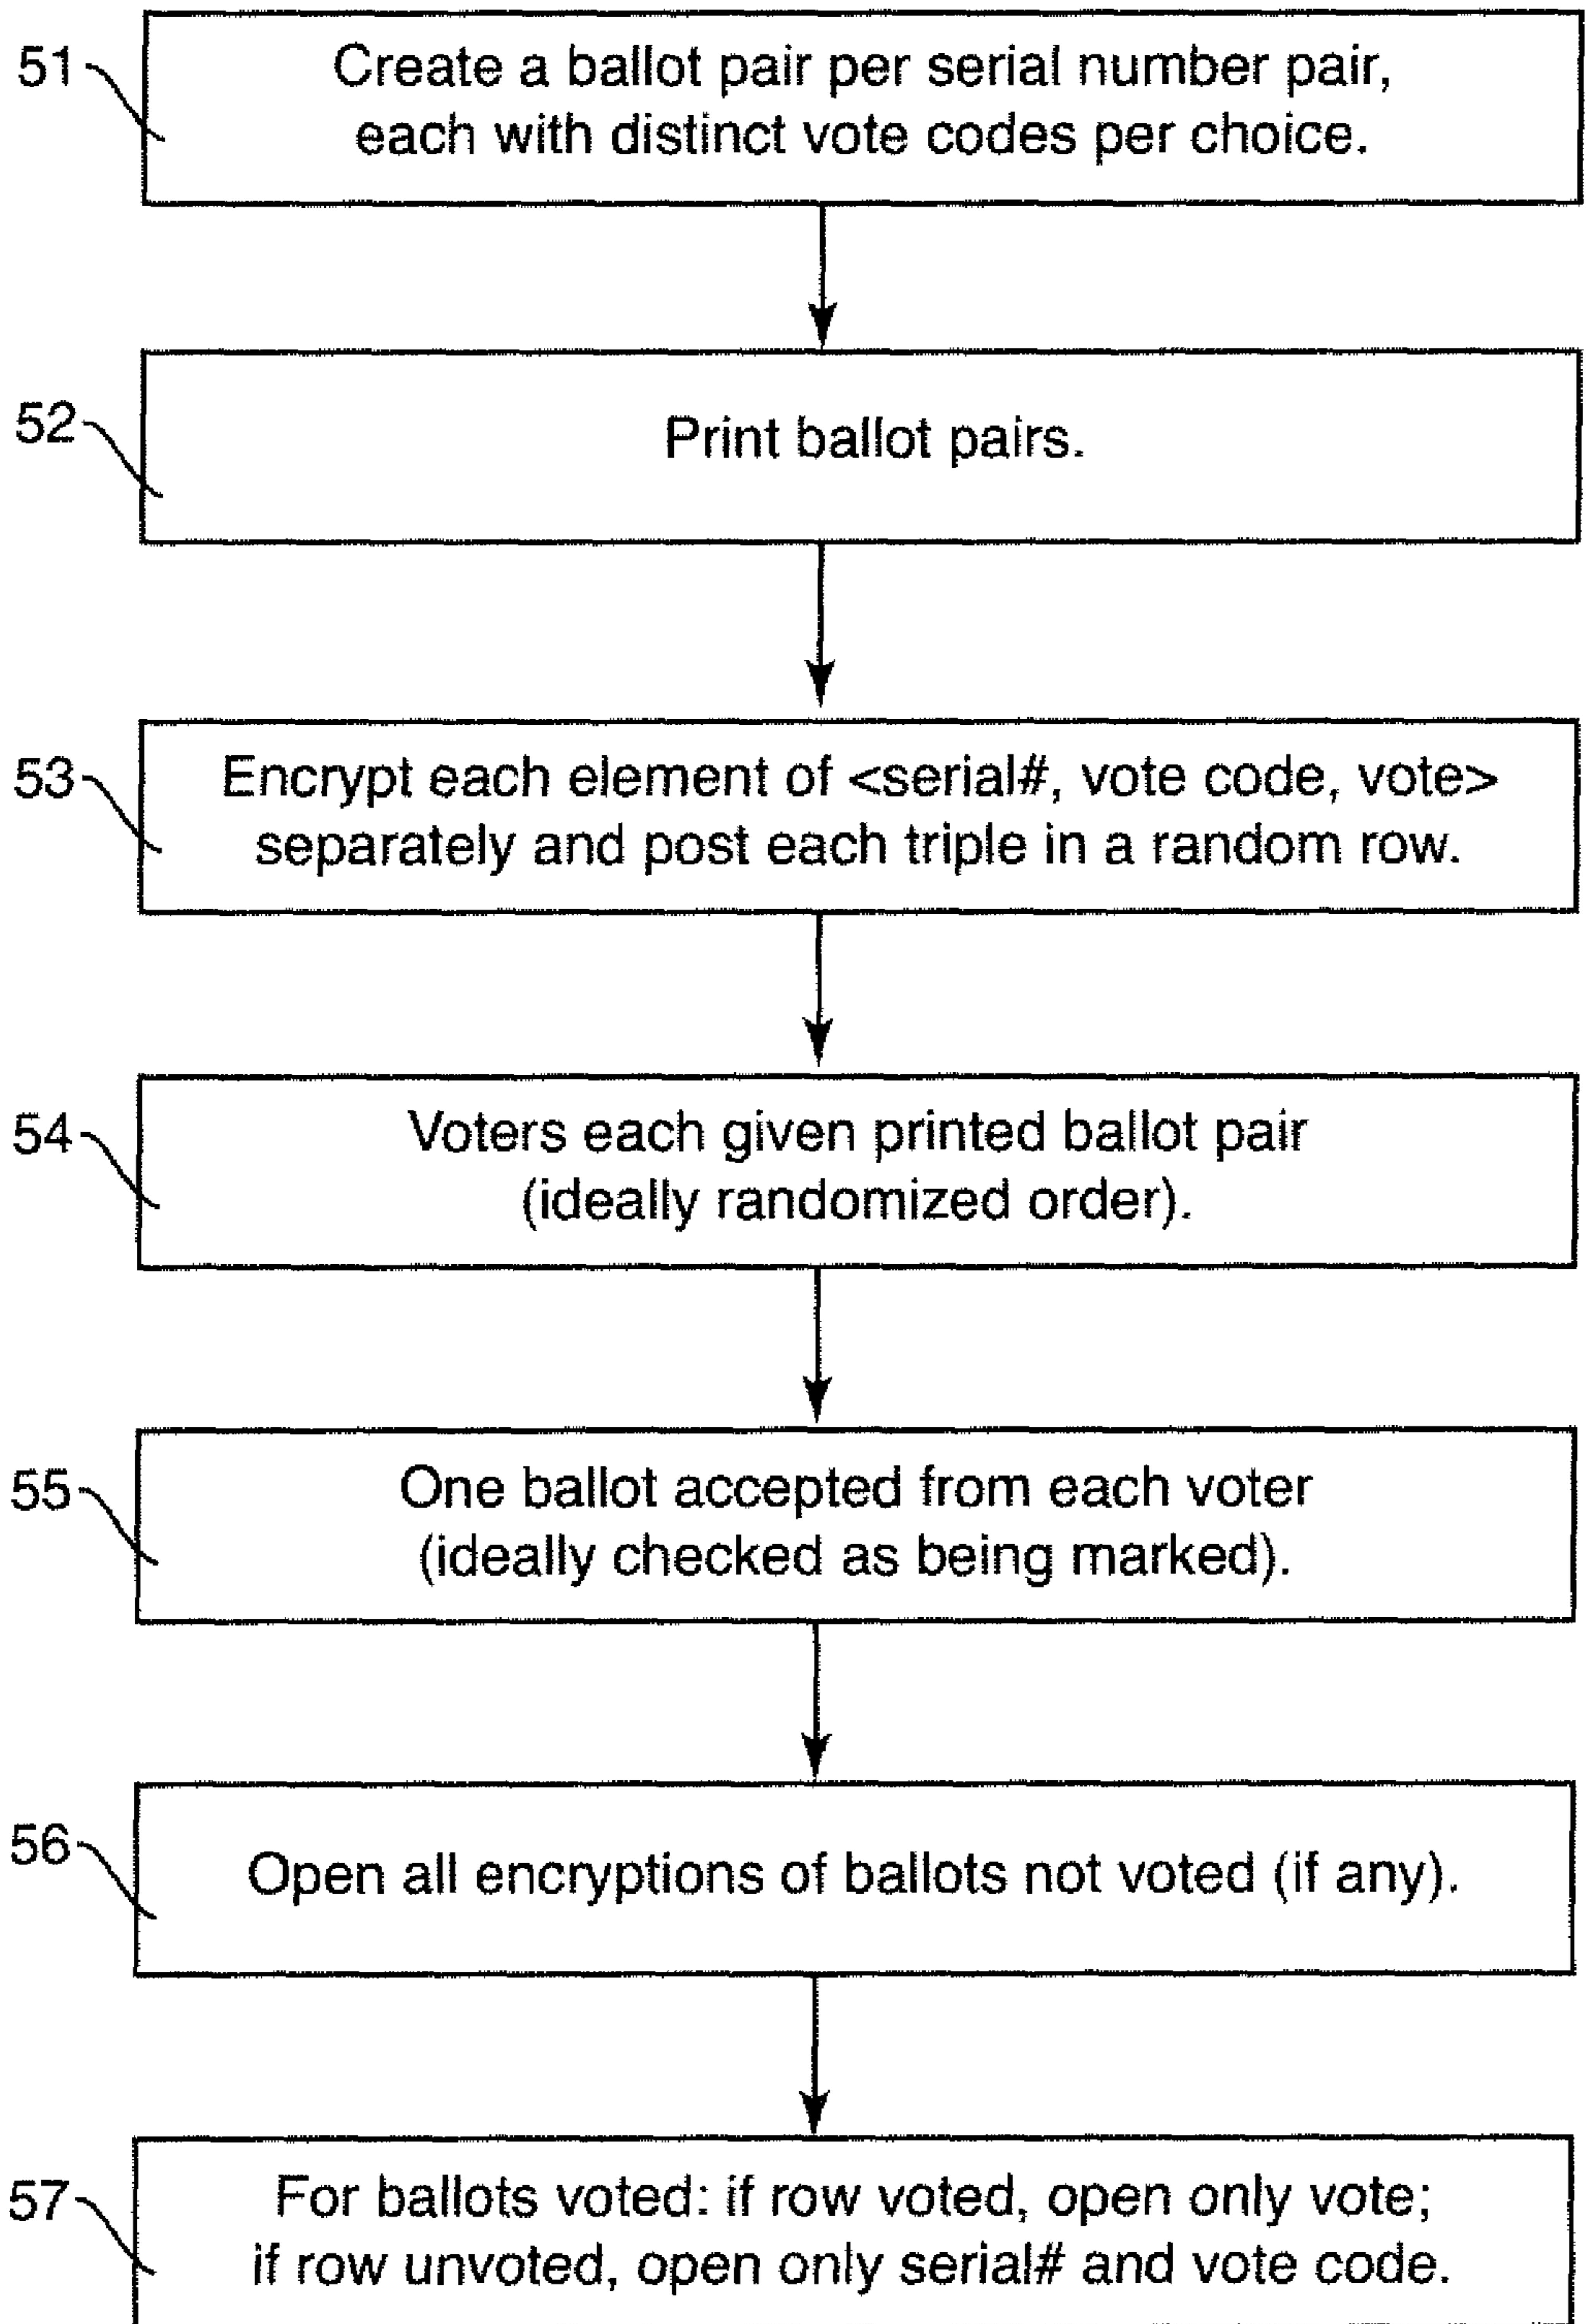 51
Create a ballot pair per serial number pair,
each with distinct vote codes per choice.
52
Print ballot pairs.
53
Encrypt each element of <serial#, vote code, vote>
separately and post each triple in a random row.
54
Voters each given printed ballot pair
(ideally randomized order).
55
One ballot accepted from each voter
(ideally checked as being marked).
56
Open all encryptions of ballots not voted (if any).
57
For ballots voted: if row voted, open only vote;
if row unvoted, open only serial# and vote code.